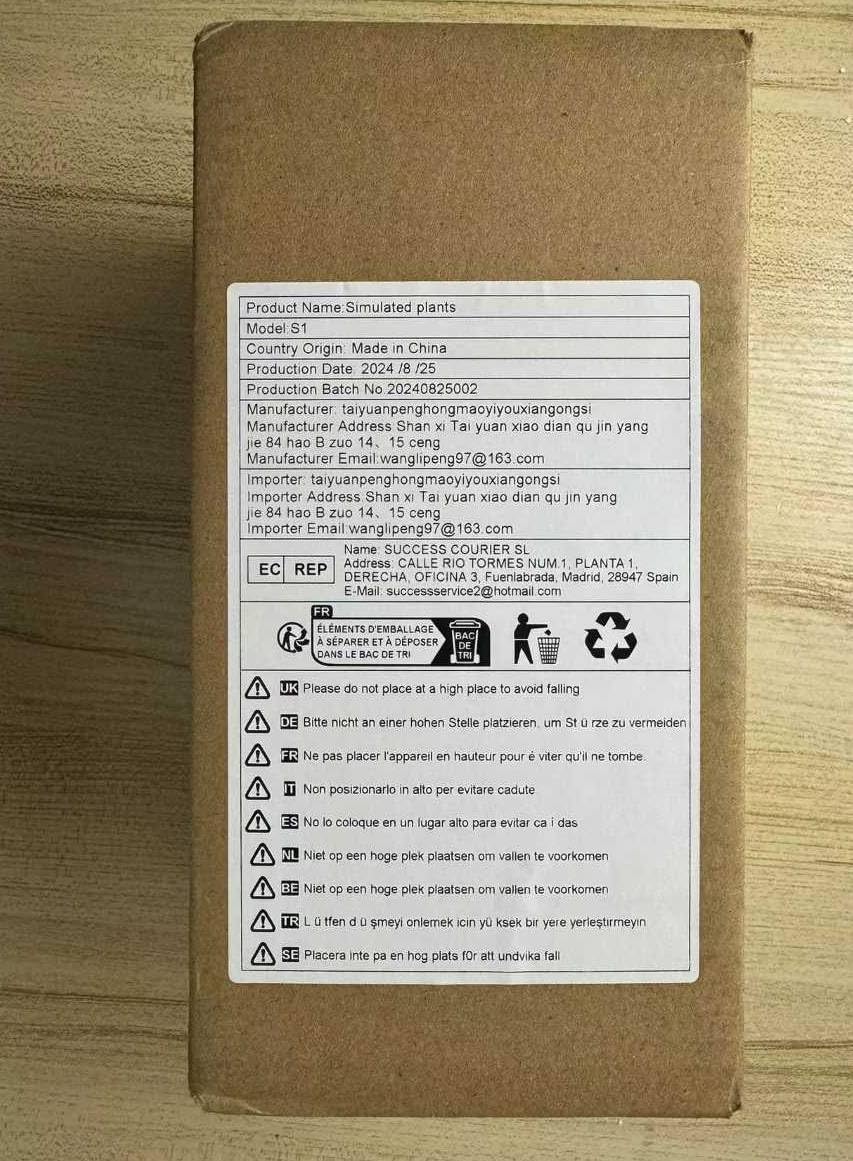 Product Name:Simulated plants
Model:S1
Country Origin: Made in China
Production Date: 2024 /8 /25
Production Batch No.20240825002
Manufacturer: taiyuanpenghongmaoyiyouxiangongsi
Manufacturer Address Shan xi Tai yuan xiao dian qu jin yang
jie 84 hao B zuo 14、15 ceng
Manufacturer Email:wanglipeng97@163.com
Importer: taiyuanpenghongmaoyiyouxiangongsi
Importer Address Shan xi Tai yuan xiao dian qu jin yang
jie 84 hao B zuo 14、15 ceng
Importer Email:wanglipeng97@163.com
EC REP
Name: SUCCESS COURIER SL
Address: CALLE RIO TORMES NUM.1, PLANTA 1,
DERECHA, OFICINA 3, Fuenlabrada, Madrid, 28947 Spain
E-Mail: successservice2@hotmail.com
FR
ÉLÉMENTS D'EMBALLAGE
À SÉPARER ET À DÉPOSER
DANS LE BAC DE TRI
BAC
DE
TRI
UK Please do not place at a high place to avoid falling
DE Bitte nicht an einer hohen Stelle platzieren, um St ü rze zu vermeiden
FR Ne pas placer l'appareil en hauteur pour é viter qu'il ne tombe.
IT Non posizionarlo in alto per evitare cadute
ES No lo coloque en un lugar alto para evitar ca í das
NL Niet op een hoge plek plaatsen om vallen te voorkomen
BE Niet op een hoge plek plaatsen om vallen te voorkomen
TR L ü tfen d ü şmeyi onlemek icin yü ksek bir yere yerleştirmeyin
SE Placera inte pa en hog plats f0r att undvika fall